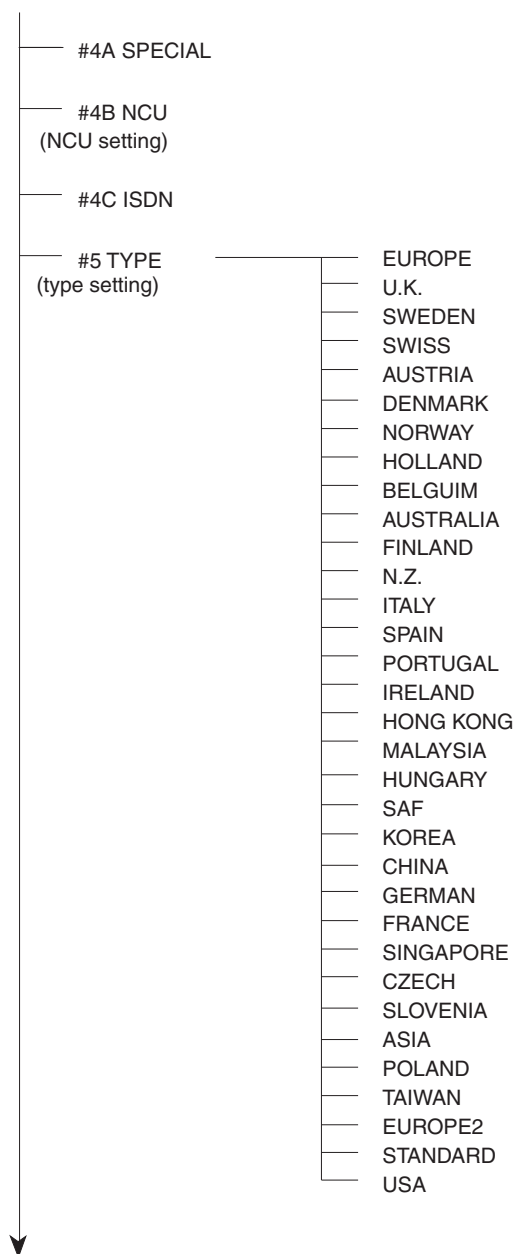 #4A SPECIAL
#4B NCU
(NCU setting)
#4C ISDN
#5 TYPE
(type setting)
EUROPE
U.K.
SWEDEN
SWISS
AUSTRIA
DENMARK
NORWAY
HOLLAND
BELGUIM
AUSTRALIA
FINLAND
N.Z.
ITALY
SPAIN
PORTUGAL
IRELAND
HONG KONG
MALAYSIA
HUNGARY
SAF
KOREA
CHINA
GERMAN
FRANCE
SINGAPORE
CZECH
SLOVENIA
ASIA
POLAND
TAIWAN
EUROPE2
STANDARD
USA